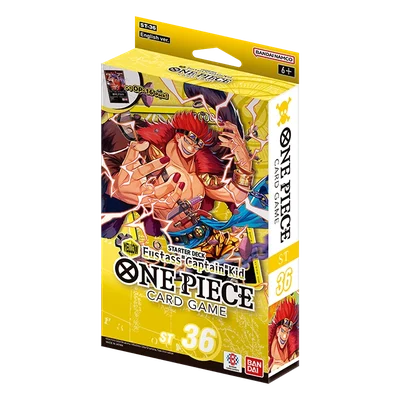 ST-36
English ver.
BANDAI NAMCO
6+
STARTER DECK
Eustass"Captain"Kid
ONE PIECE
CARD GAME
ST 36
BANDAI
ONE PIECE
CARD GAME
ST
36